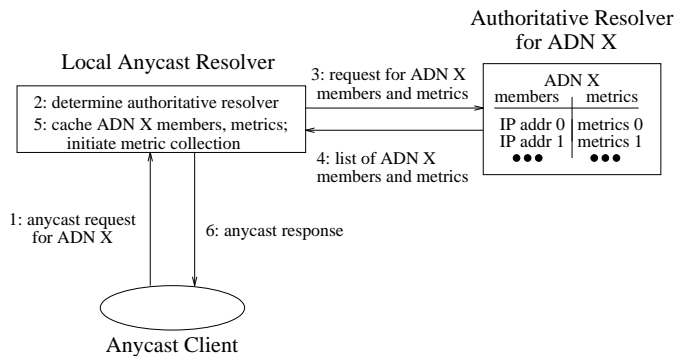 Authoritative Resolver
for ADN X
Local Anycast Resolver
3: request for ADN X
members and metrics
ADN X
members metrics
2: determine authoritative resolver
5: cache ADN X members, metrics;
initiate metric collection
IP addr 0 metrics 0
IP addr 1 metrics 1
4: list of ADN X
members and metrics
1: anycast request
for ADN X
6: anycast response
Anycast Client